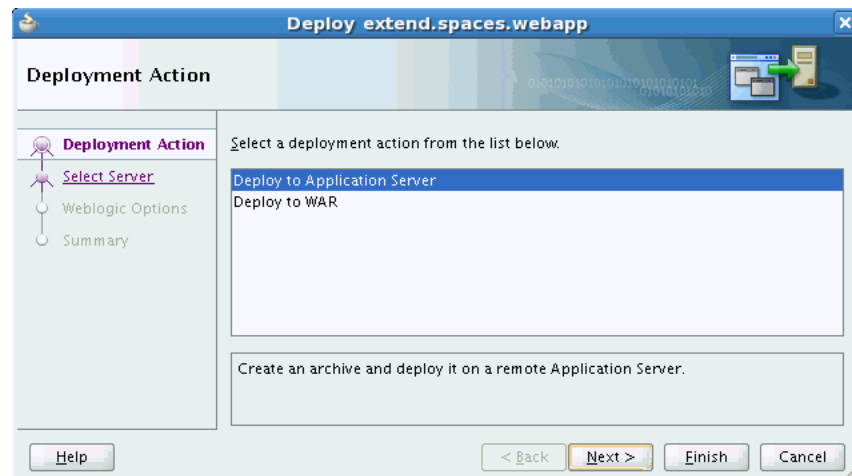 Deploy extend.spaces.webapp
Deployment Action
Deployment Action
Select Server
Weblogic Options
Summary
Select a deployment action from the list below.
Deploy to Application Server
Deploy to WAR
Create an archive and deploy it on a remote Application Server.
Help
< Back
Next >
Finish
Cancel